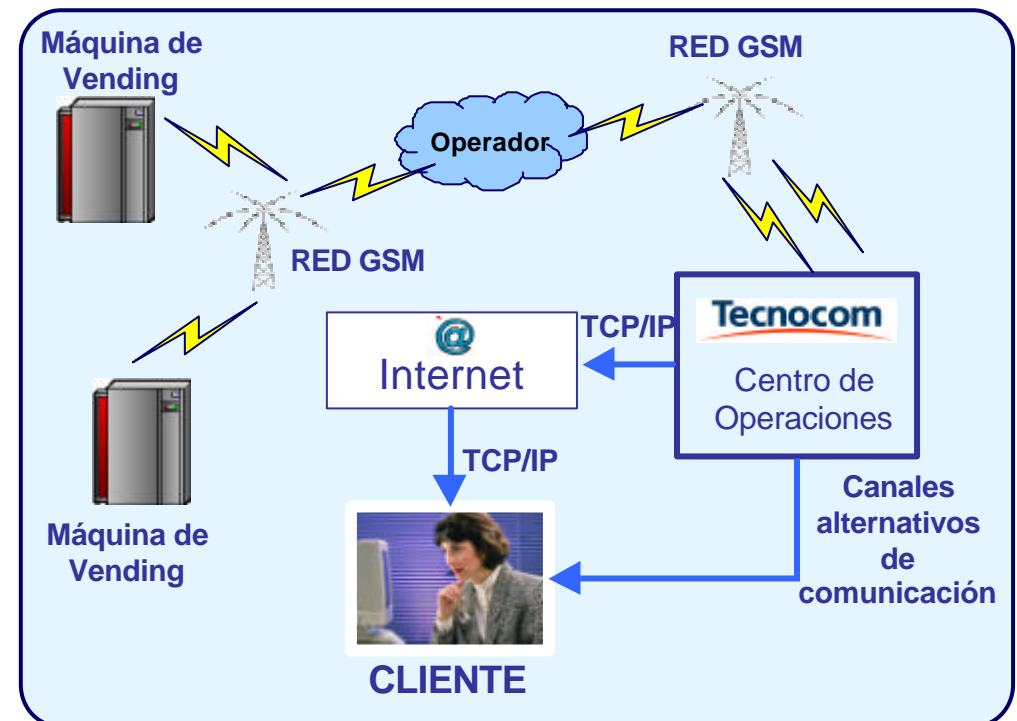 Máquina de
Vending
RED GSM
Operador
RED GSM
TCP/IP
Tecnocom
@
Internet
Centro de
Operaciones
TCP/IP
Canales
alternativos
de
comunicación
Máquina de
Vending
CLIENTE